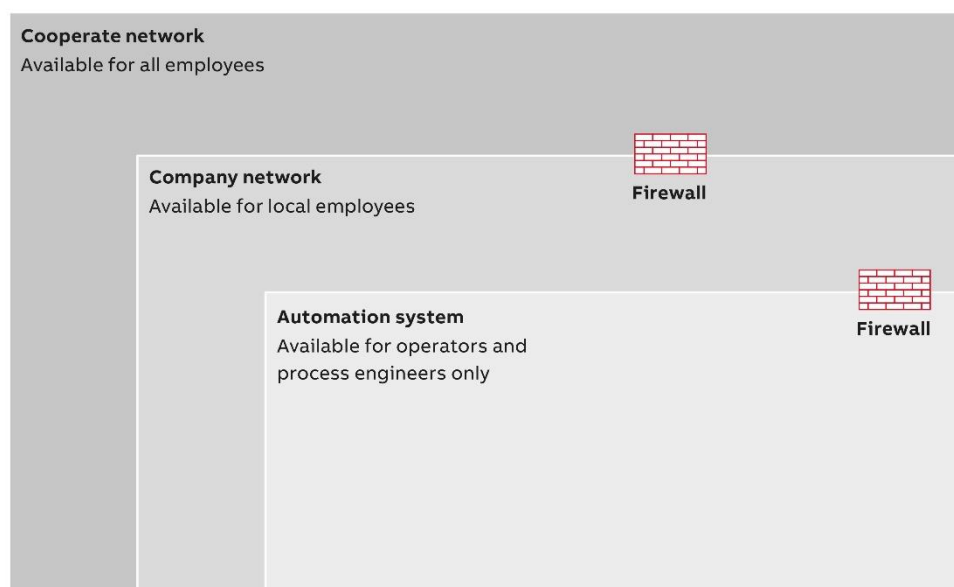 Cooperate network
Available for all employees
Company network
Available for local employees
Firewall
Automation system
Available for operators and
process engineers only
Firewall